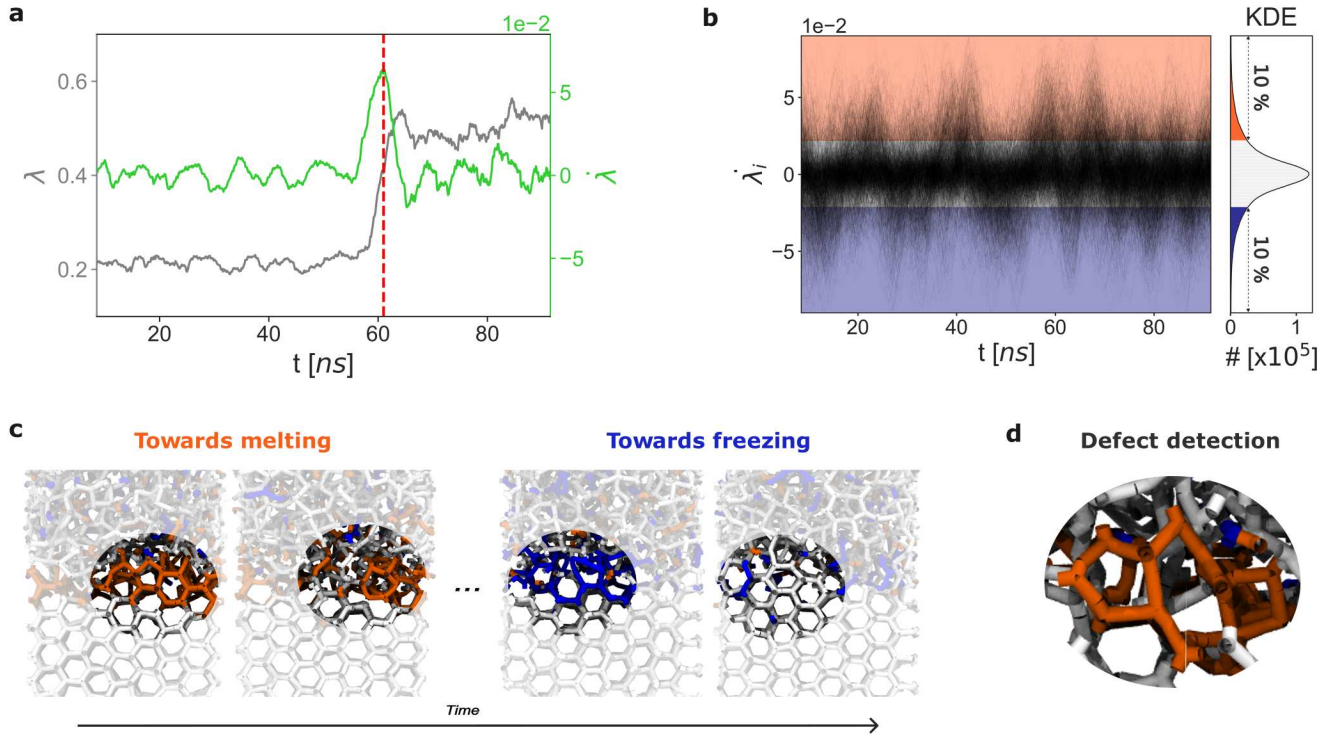 a
1e−2
0.6
0.4
0.2
λ
5
0
−5
λ̇
20
40
60
80
t [ns]
b
1e−2
KDE
5
0
−5
λ̇ᵢ
10 %
10 %
20
40
60
80
t [ns]
0
1
# [x10⁵]
c
Towards melting
Towards freezing
...
Time
d
Defect detection